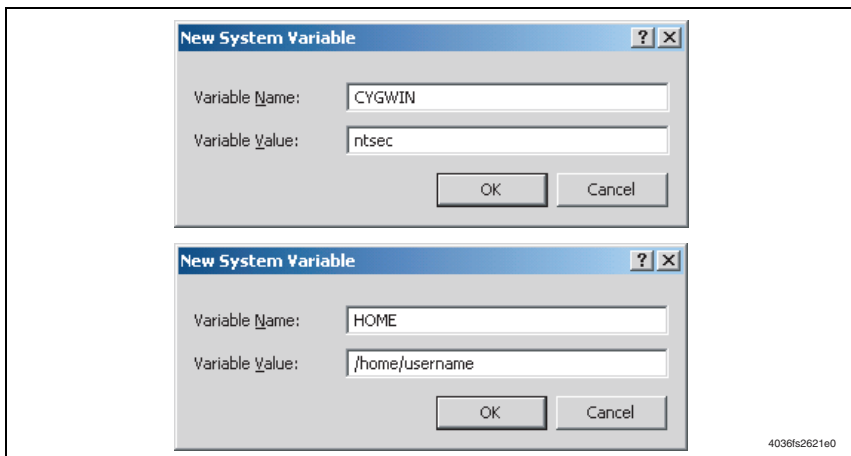 New System Variable
Variable Name: CYGWIN
Variable Value: ntsec
OK Cancel
New System Variable
Variable Name: HOME
Variable Value: /home/username
OK Cancel
4036fs2621e0